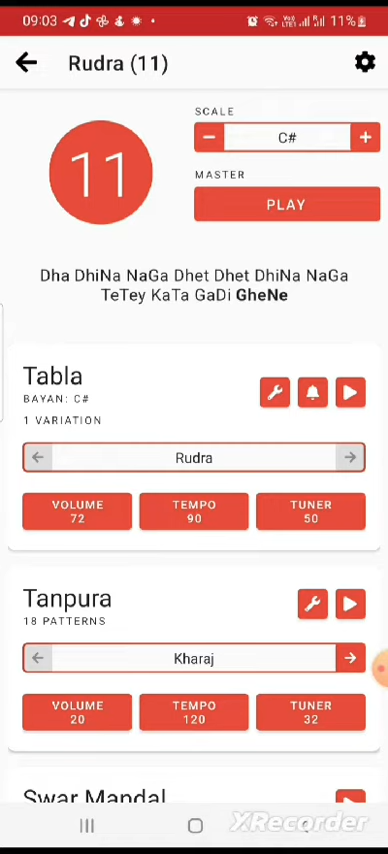 09:03 11%
Rudra (11)
SCALE
11
C#
MASTER
PLAY
Dha DhiNa NaGa Dhet Dhet DhiNa NaGa
TeTey KaTa GaDi GheNe
Tabla
BAYAN: C#
1 VARIATION
Rudra
VOLUME TEMPO TUNER
72 90 50
Tanpura
18 PATTERNS
Kharaj
VOLUME TEMPO TUNER
20 120 32
Swar Mandal
XRecorder